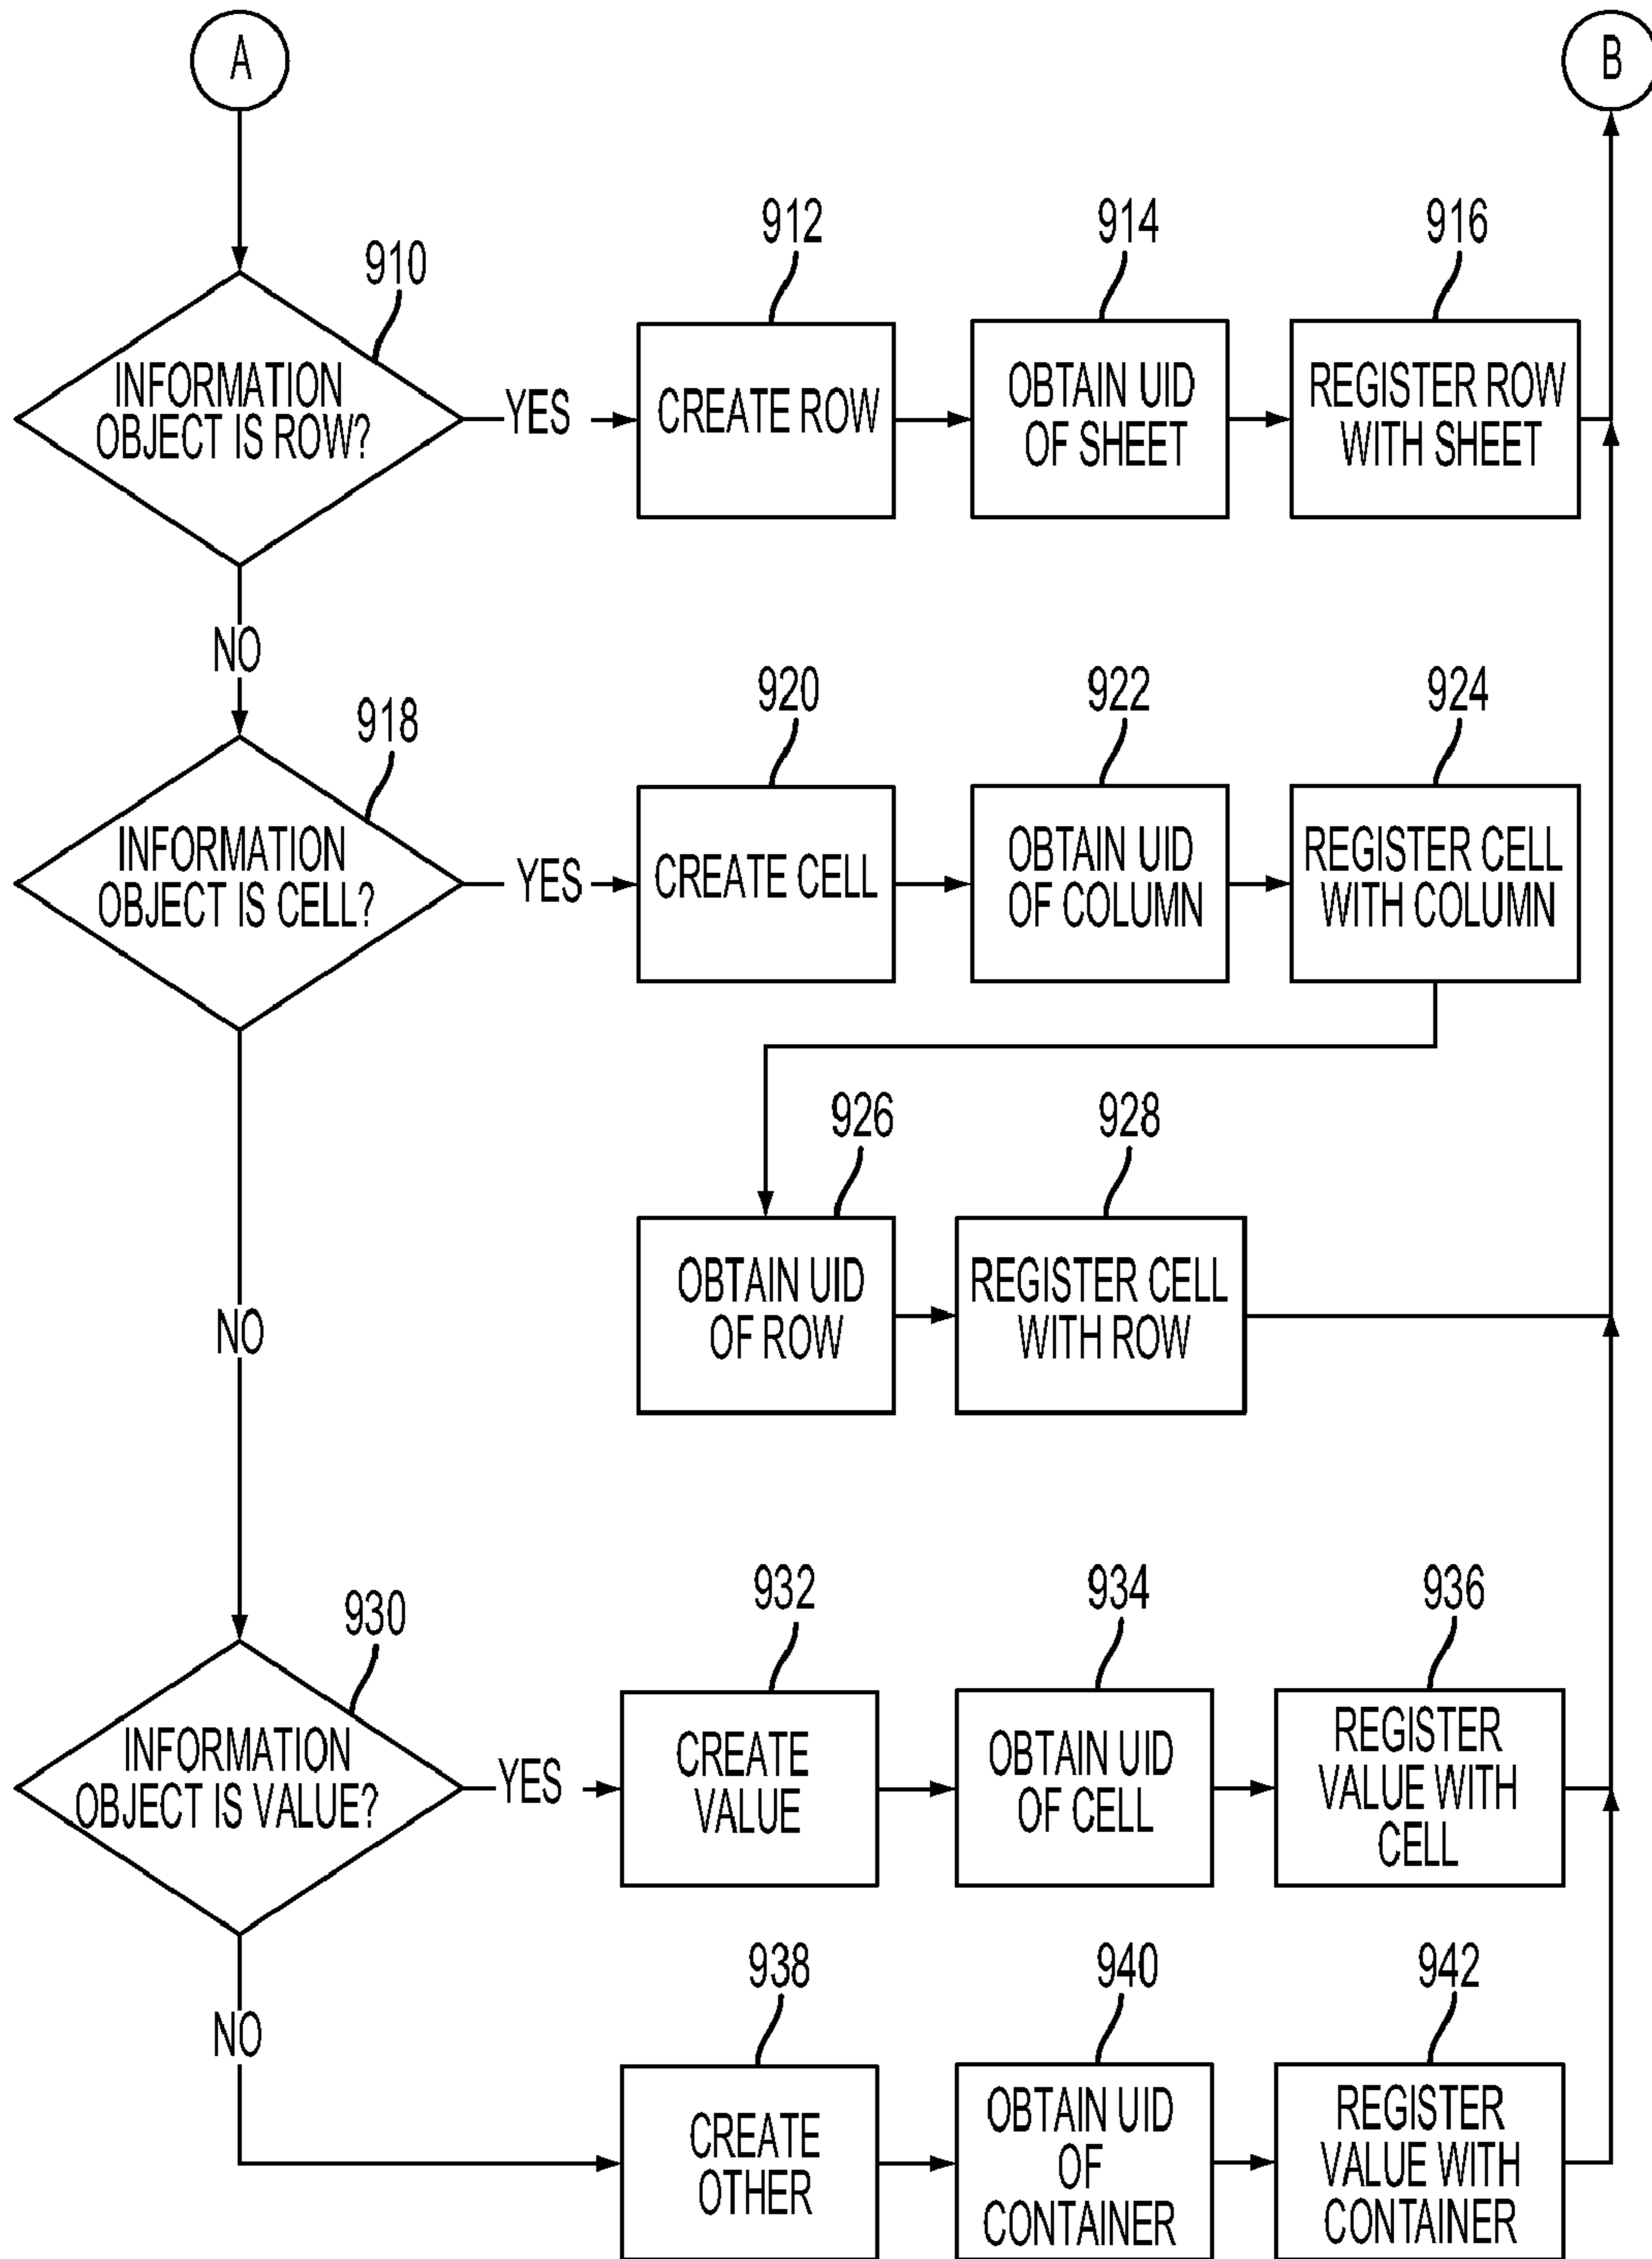 A
B
910
912
914
916
INFORMATION
OBJECT IS ROW?
YES
CREATE ROW
OBTAIN UID
OF SHEET
REGISTER ROW
WITH SHEET
NO
918
920
922
924
INFORMATION
OBJECT IS CELL?
YES
CREATE CELL
OBTAIN UID
OF COLUMN
REGISTER CELL
WITH COLUMN
926
928
OBTAIN UID
OF ROW
REGISTER CELL
WITH ROW
NO
930
932
934
936
INFORMATION
OBJECT IS VALUE?
YES
CREATE
VALUE
OBTAIN UID
OF CELL
REGISTER
VALUE WITH
CELL
NO
938
940
942
CREATE
OTHER
OBTAIN UID
OF
CONTAINER
REGISTER
VALUE WITH
CONTAINER